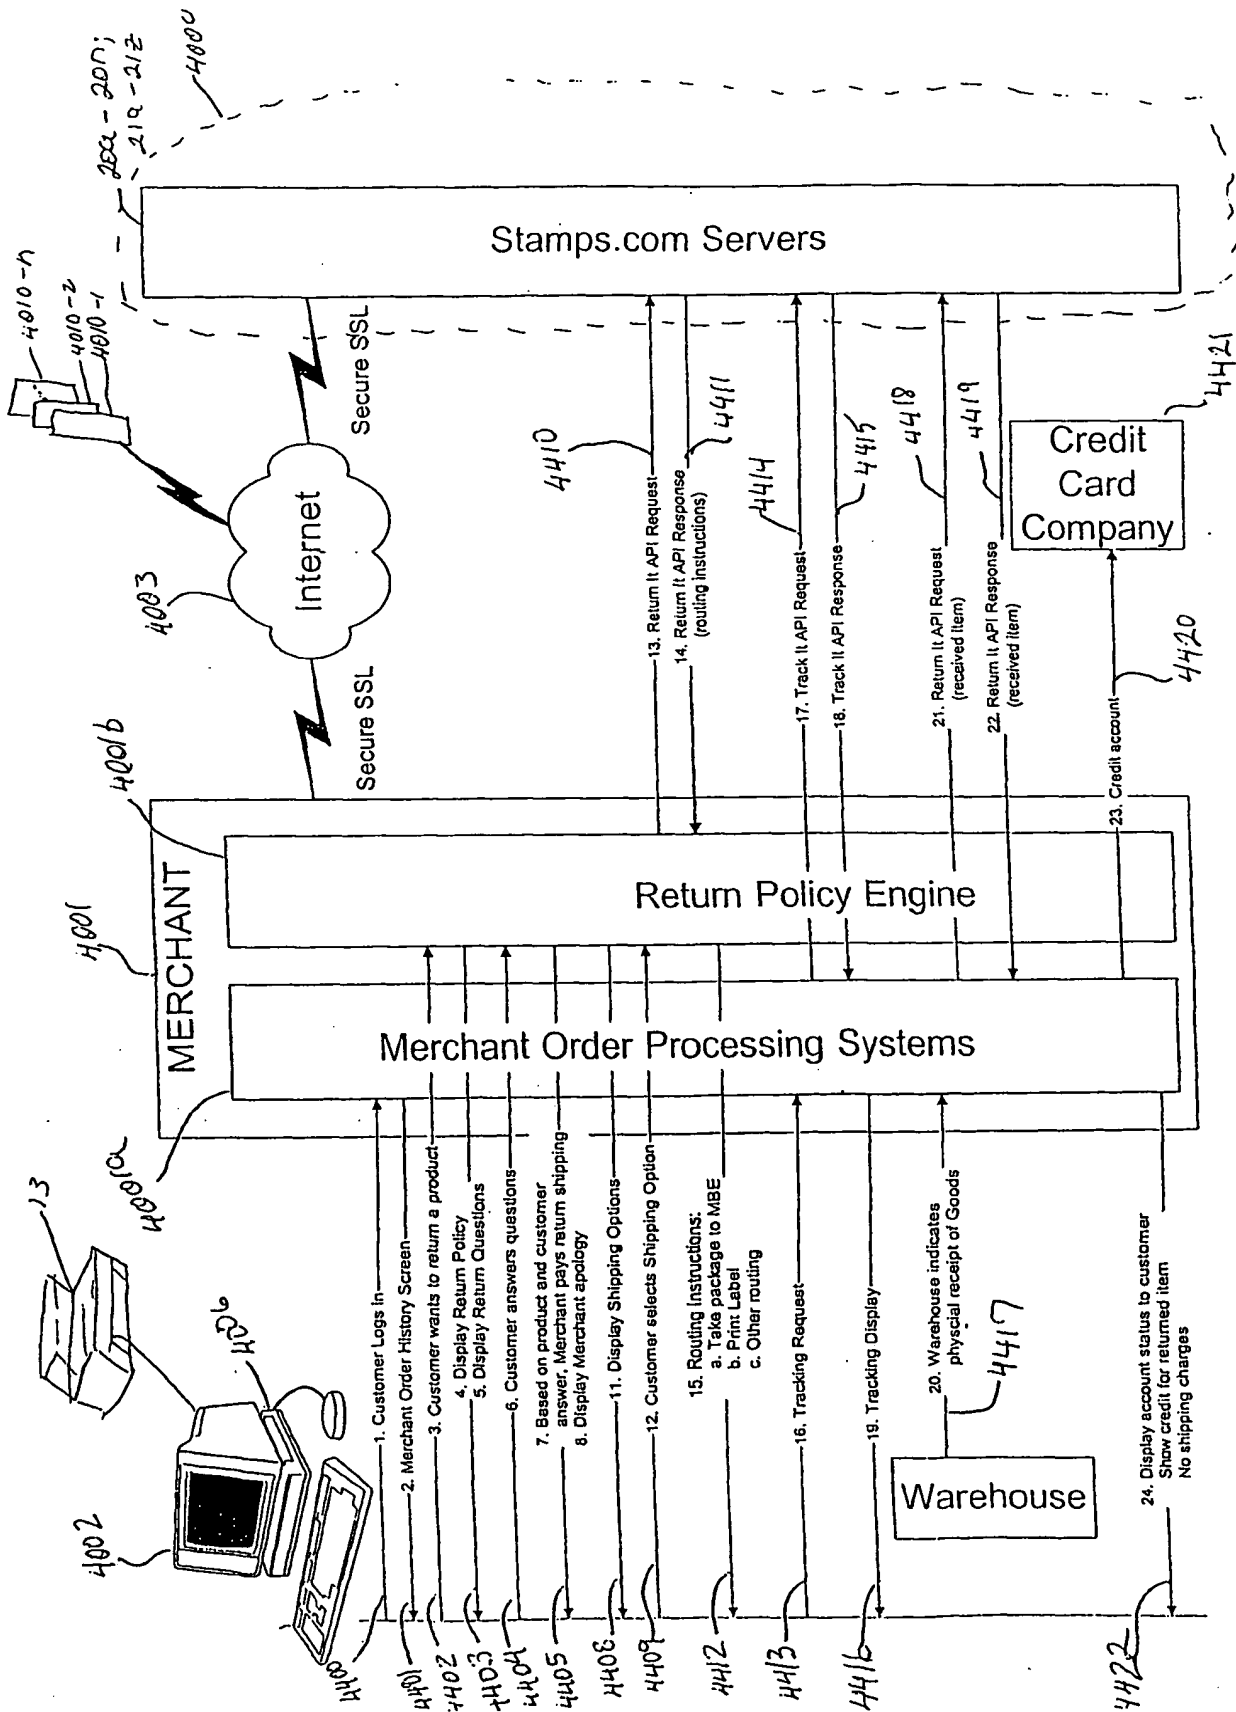 20a-20n;
21a-21z
4000
Stamps.com Servers
4010-n
4010-2
4010-1
Secure SSL
Internet
4003
Secure SSL
4001
MERCHANT
4001b
Return Policy Engine
4001a
Merchant Order Processing Systems
13
4002
4006
4400
1. Customer Logs In
4401
2. Merchant Order History Screen
4402
3. Customer wants to return a product
4403
4. Display Return Policy
5. Display Return Questions
4404
6. Customer answers questions
4405
7. Based on product and customer
answer, Merchant pays return shipping
8. Display Merchant apology
4408
11. Display Shipping Options
4409
12. Customer selects Shipping Option
4410
13. Return It API Request
4411
14. Return It API Response
(routing instructions)
4412
15. Routing Instructions:
a. Take package to MBE
b. Print Label
c. Other routing
4413
16. Tracking Request
4414
17. Track It API Request
4415
18. Track It API Response
4416
19. Tracking Display
Warehouse
4417
20. Warehouse indicates
physcial receipt of Goods
4418
21. Return It API Request
(received item)
4419
22. Return It API Response
(received item)
4420
23. Credit account
4421
Credit
Card
Company
4422
24. Display account status to customer
Show credit for returned item
No shipping charges